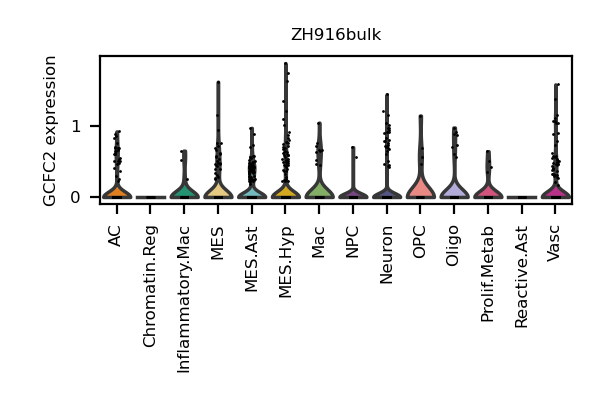 ZH916bulk
GCFC2 expression
1
0
AC
Chromatin.Reg
Inflammatory.Mac
MES
MES.Ast
MES.Hyp
Mac
NPC
Neuron
OPC
Oligo
Prolif.Metab
Reactive.Ast
Vasc